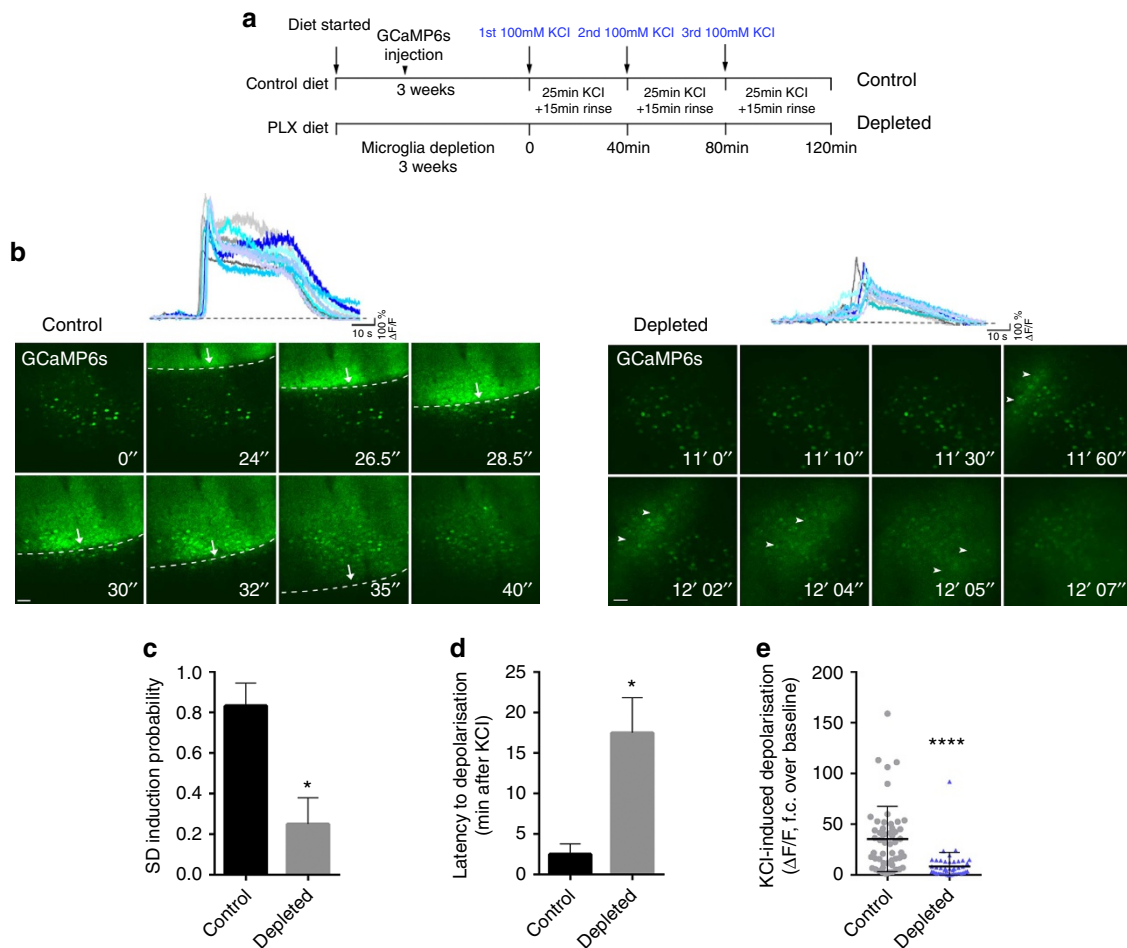 a
Diet started
GCaMP6s
injection
1st 100mM KCl
2nd 100mM KCl
3rd 100mM KCl
Control diet
3 weeks
25min KCl
+15min rinse
25min KCl
+15min rinse
25min KCl
+15min rinse
Control
PLX diet
Depleted
Microglia depletion
3 weeks
0
40min
80min
120min
b
Control
10 s
100 %
ΔF/F
GCaMP6s
0′′
24′′
26.5′′
28.5′′
30′′
32′′
35′′
40′′
Depleted
10 s
100 %
ΔF/F
GCaMP6s
11′ 0′′
11′ 10′′
11′ 30′′
11′ 60′′
12′ 02′′
12′ 04′′
12′ 05′′
12′ 07′′
c
SD induction probability
1.0
0.8
0.6
0.4
0.2
0.0
*
Control
Depleted
d
Latency to depolarisation
(min after KCl)
25
20
15
10
5
0
*
Control
Depleted
e
KCl-induced depolarisation
(ΔF/F, f.c. over baseline)
200
150
100
50
0
****
Control
Depleted